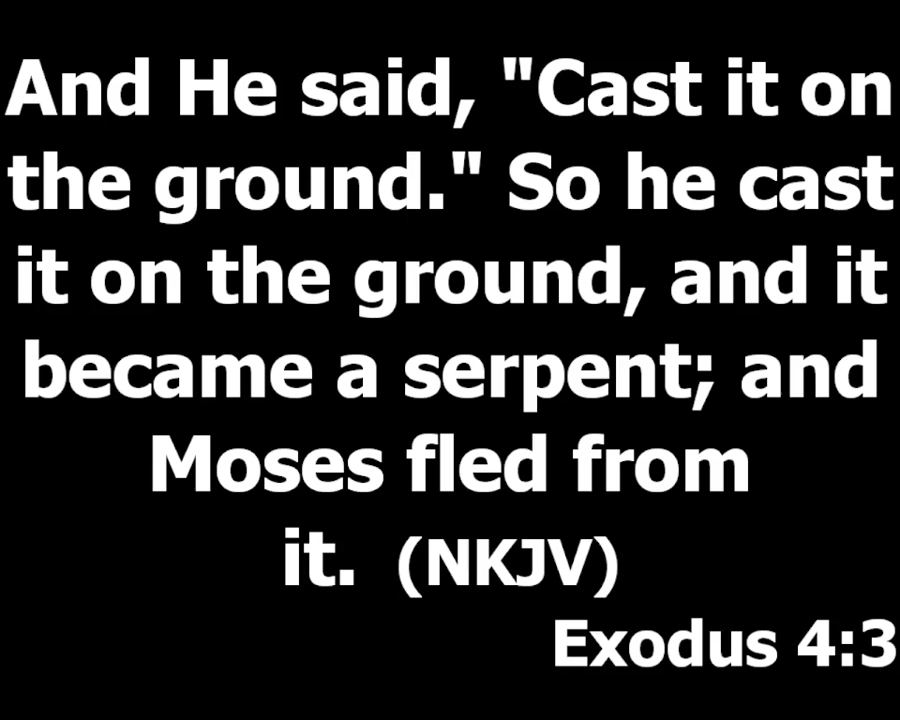 And He said, "Cast it on
the ground." So he cast
it on the ground, and it
became a serpent; and
Moses fled from
it. (NKJV)
Exodus 4:3